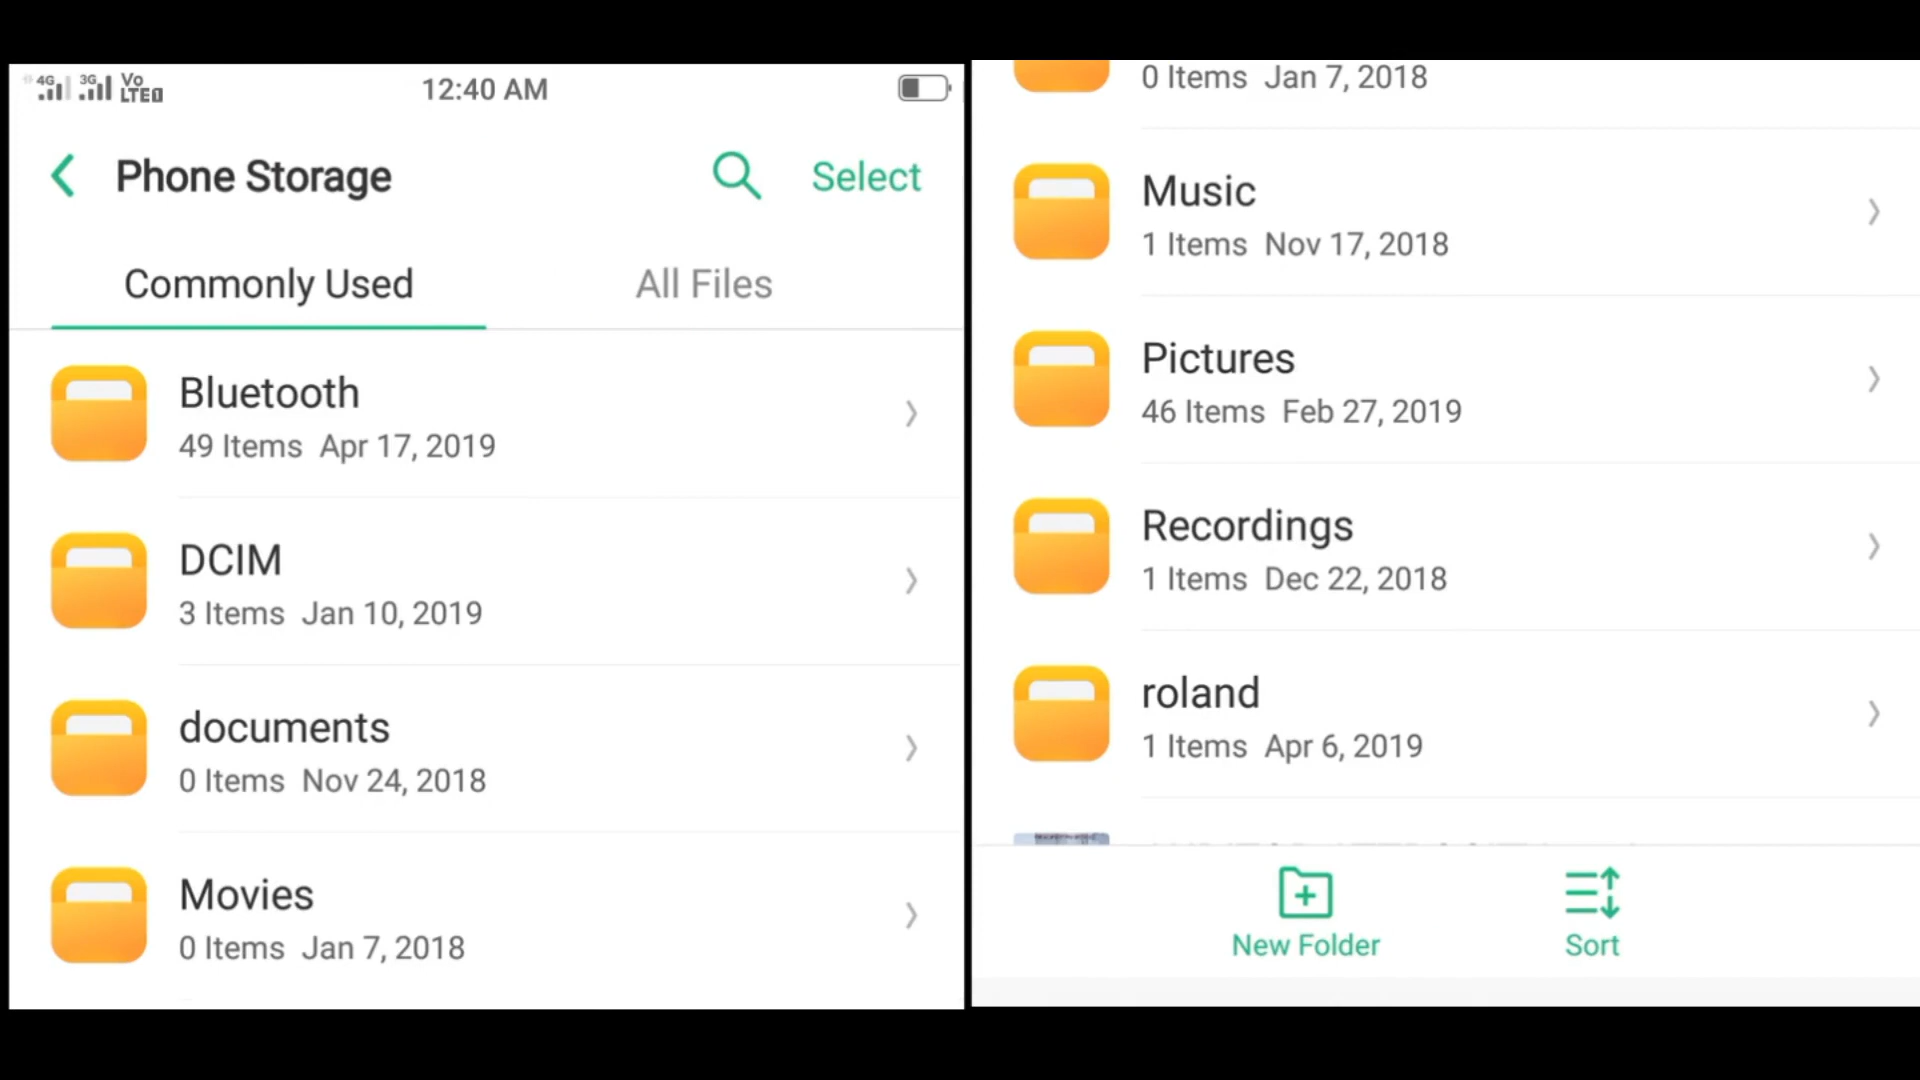 4G 3G Vo LTE
12:40 AM
Phone Storage
Select
Commonly Used
All Files
Bluetooth
49 Items Apr 17, 2019
DCIM
3 Items Jan 10, 2019
documents
0 Items Nov 24, 2018
Movies
0 Items Jan 7, 2018
0 Items Jan 7, 2018
Music
1 Items Nov 17, 2018
Pictures
46 Items Feb 27, 2019
Recordings
1 Items Dec 22, 2018
roland
1 Items Apr 6, 2019
New Folder
Sort